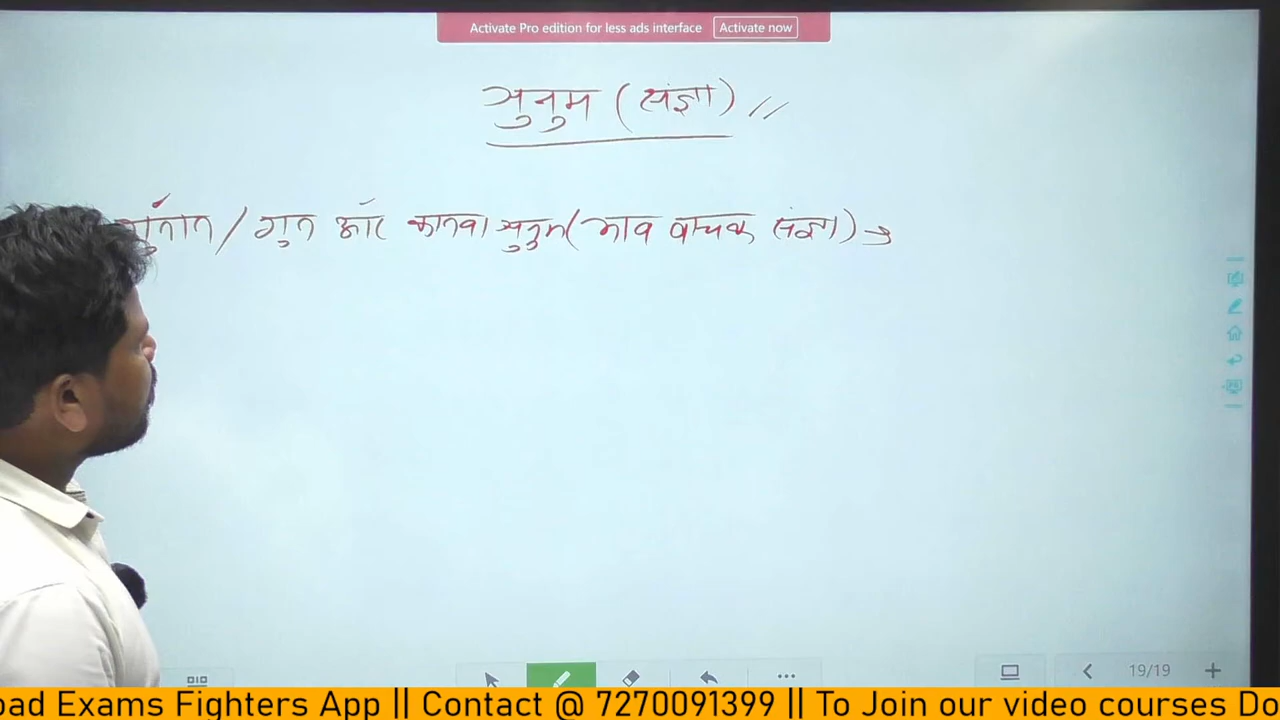 Activate Pro edition for less ads interface Activate now
ञुनुम (संज्ञा) //
गुन और कानवा ञुनुम (भाव वाचक संज्ञा) →
19/19
oad Exams Fighters App || Contact @ 7270091399 || To Join our video courses Do